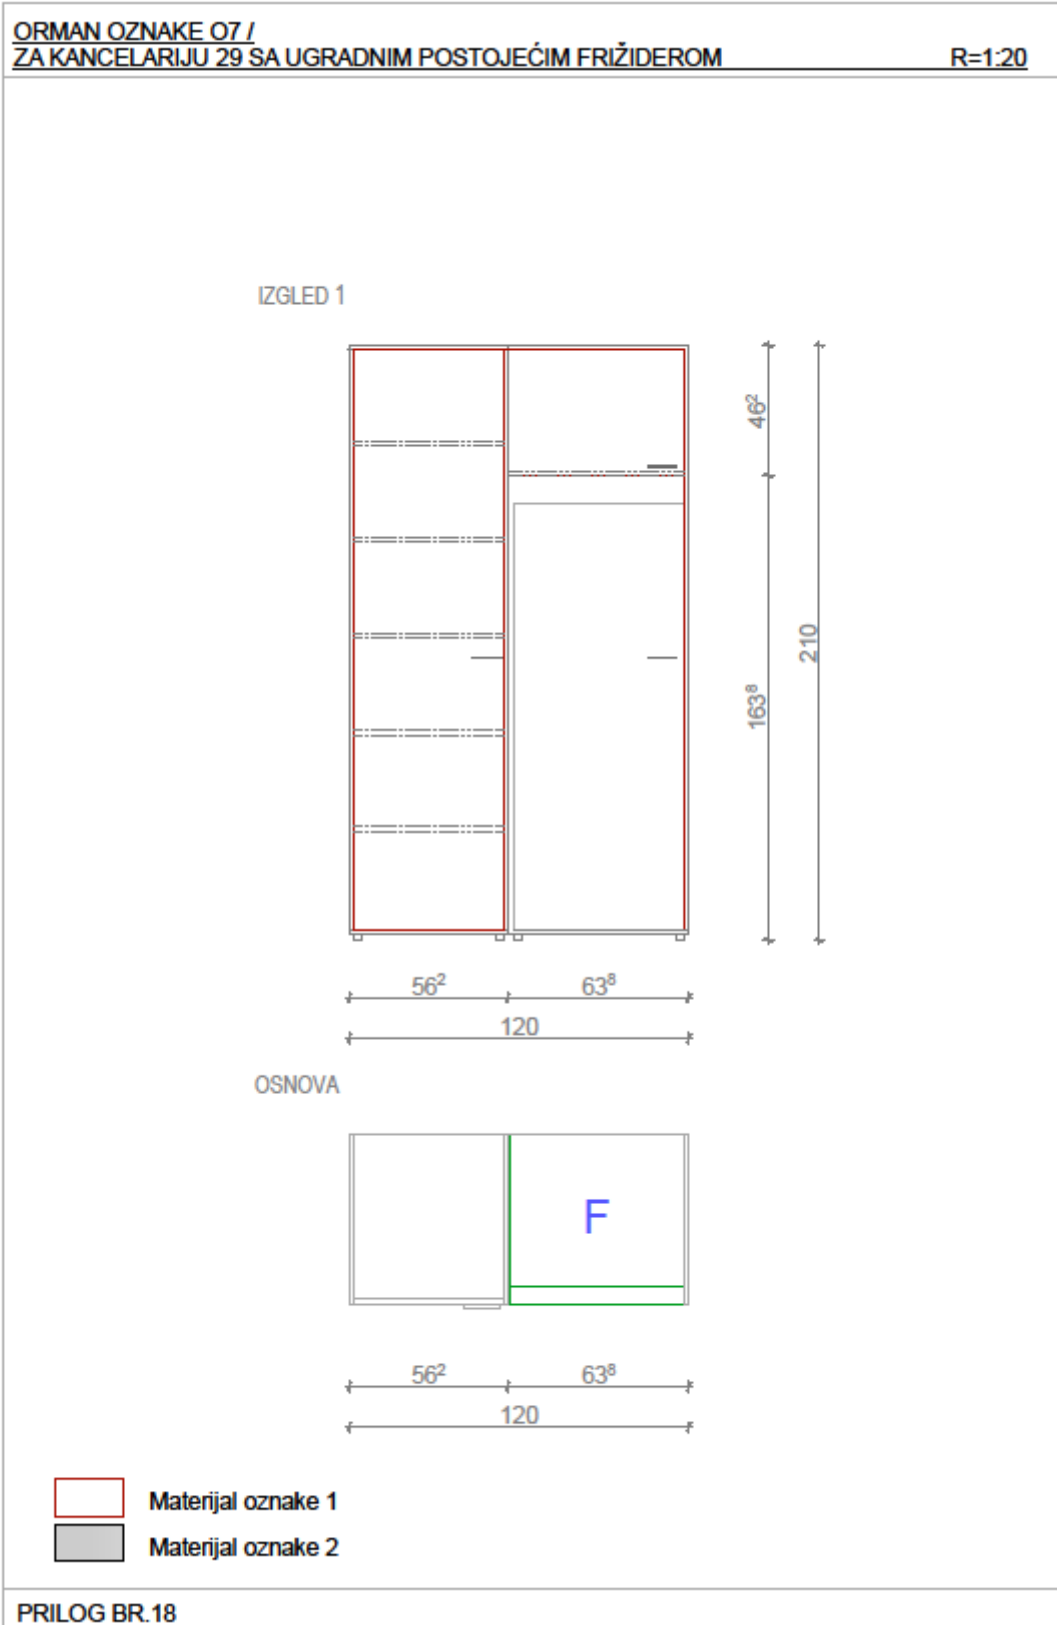 ORMAN OZNAKE O7 /
ZA KANCELARIJU 29 SA UGRADNIM POSTOJEĆIM FRIŽIDEROM R=1:20
IZGLED 1
46²
163⁸
210
56² 63⁸
120
OSNOVA
F
56² 63⁸
120
Materijal oznake 1
Materijal oznake 2
PRILOG BR.18